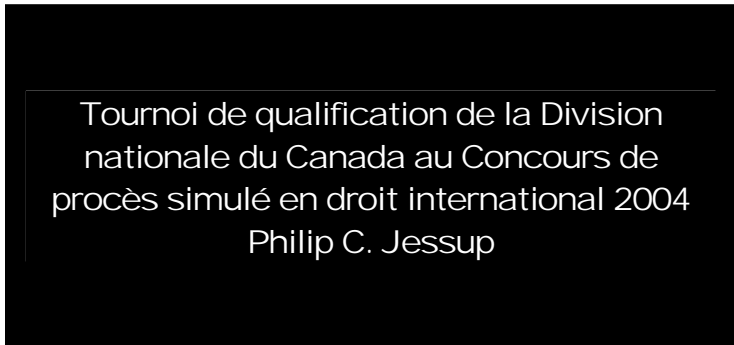 Tournoi de qualification de la Division
nationale du Canada au Concours de
procès simulé en droit international 2004
Philip C. Jessup